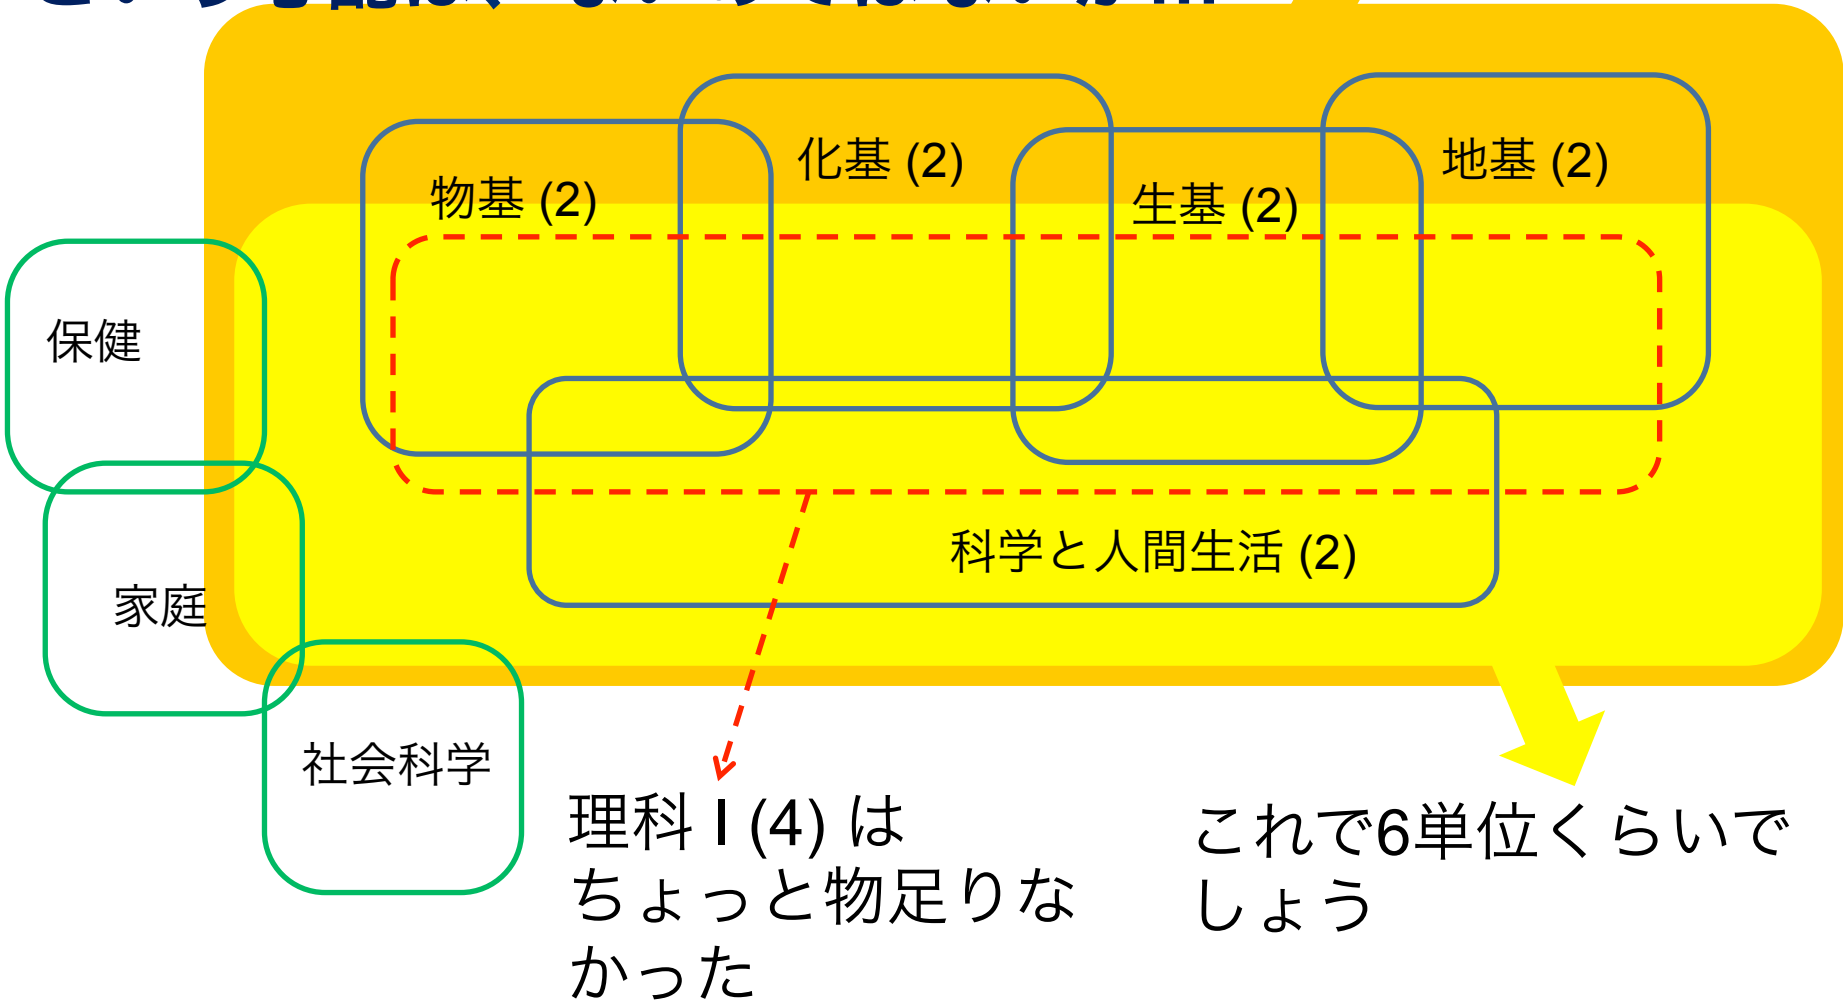 化基 (2)
地基 (2)
物基 (2)
生基 (2)
保健
科学と人間生活 (2)
家庭
社会科学
理科 I (4) は
ちょっと物足りな
かった
これで6単位くらいで
しょう